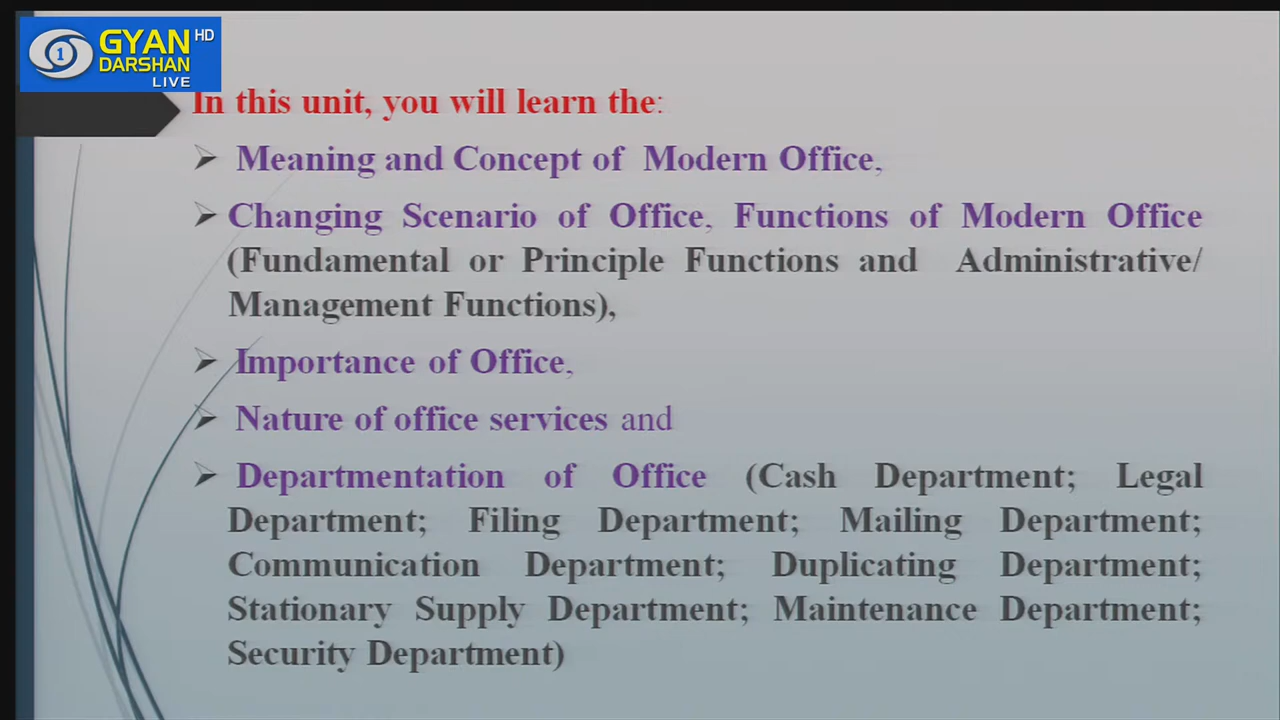 GYAN HD
DARSHAN
1
LIVE
In this unit, you will learn the:
Meaning and Concept of Modern Office,
Changing Scenario of Office, Functions of Modern Office
(Fundamental or Principle Functions and Administrative/
Management Functions),
Importance of Office,
Nature of office services and
Departmentation of Office (Cash Department; Legal
Department; Filing Department; Mailing Department;
Communication Department; Duplicating Department;
Stationary Supply Department; Maintenance Department;
Security Department)